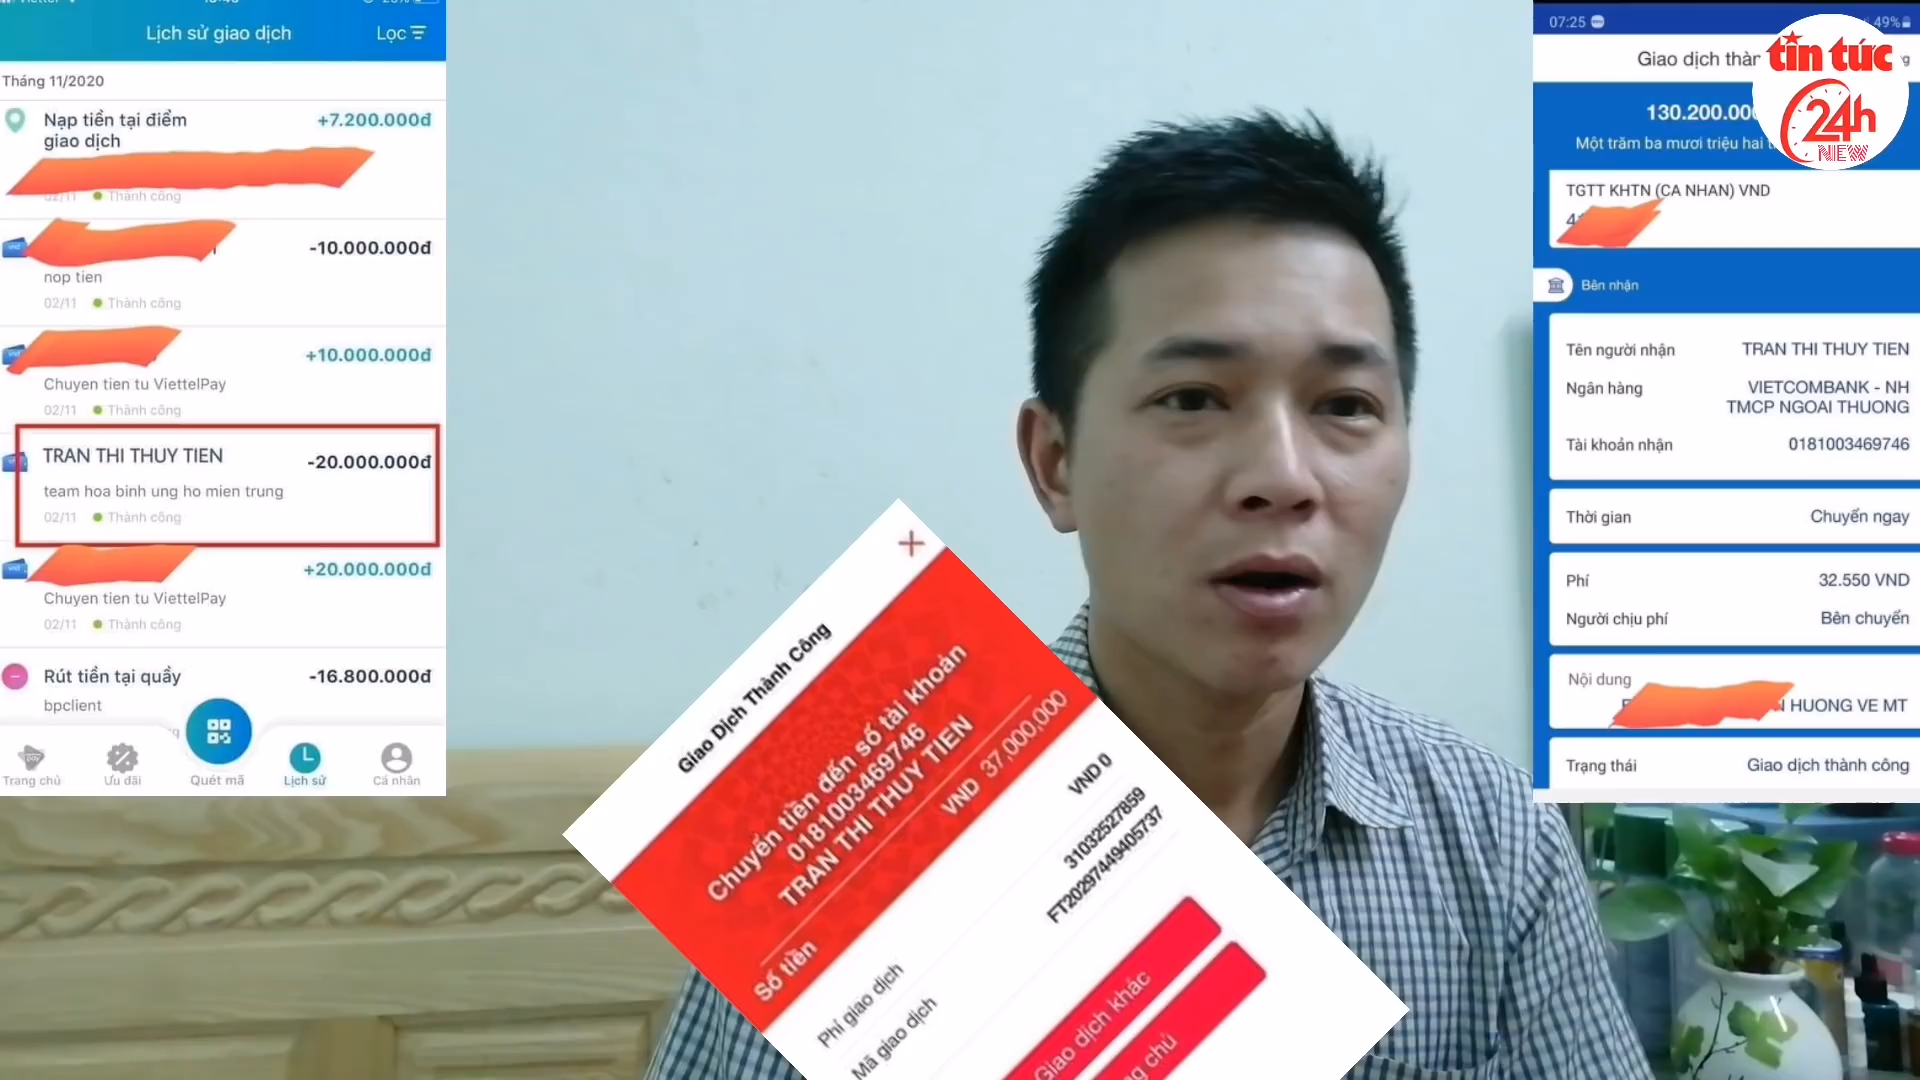 Lịch sử giao dịch
Lọc
Tháng 11/2020
Nạp tiền tại điểm
giao dịch
+7.200.000đ
02/11
Thành công
-10.000.000đ
nop tien
02/11
Thành công
+10.000.000đ
Chuyen tien tu ViettelPay
02/11
Thành công
TRAN THI THUY TIEN
-20.000.000đ
team hoa binh ung ho mien trung
02/11
Thành công
+20.000.000đ
Chuyen tien tu ViettelPay
02/11
Thành công
Rút tiền tại quầy
-16.800.000đ
bpclient
Trang chủ
Ưu đãi
Quét mã
Lịch sử
Cá nhân
Giao Dịch Thành Công
Chuyển tiền đến số tài khoản
0181003469746
TRAN THI THUY TIEN
Số tiền
VND 37,000,000
Phí giao dịch
VND 0
Mã giao dịch
31032527859
FT20297449405737
Giao dịch khác
chủ
07:25
49%
Giao dịch
130.200.00
Một trăm ba mươi triệu hai
tin tức
24h
NEW
TGTT KHTN (CA NHAN) VND
Bên nhận
Tên người nhận
TRAN THI THUY TIEN
Ngân hàng
VIETCOMBANK - NH
TMCP NGOAI THUONG
Tài khoản nhận
0181003469746
Thời gian
Chuyển ngay
Phí
32.550 VND
Người chịu phí
Bên chuyển
Nội dung
HUONG VE MT
Trạng thái
Giao dịch thành công